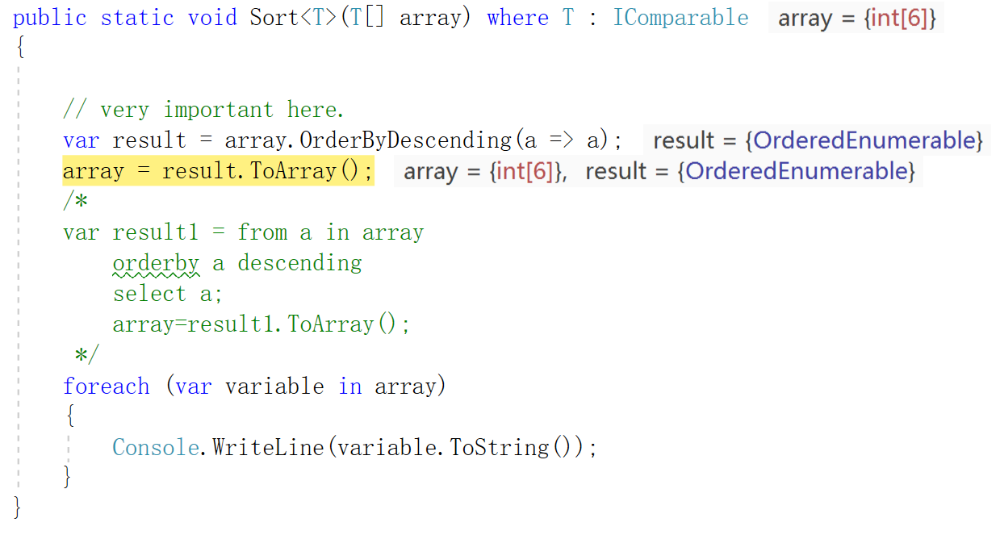 public static void Sort<T>(T[] array) where T : IComparable array = {int[6]}
{
// very important here.
var result = array.OrderByDescending(a => a); result = {OrderedEnumerable}
array = result.ToArray(); array = {int[6]}, result = {OrderedEnumerable}
/*
var result1 = from a in array
orderby a descending
select a;
array=result1.ToArray();
*/
foreach (var variable in array)
{
Console.WriteLine(variable.ToString());
}
}